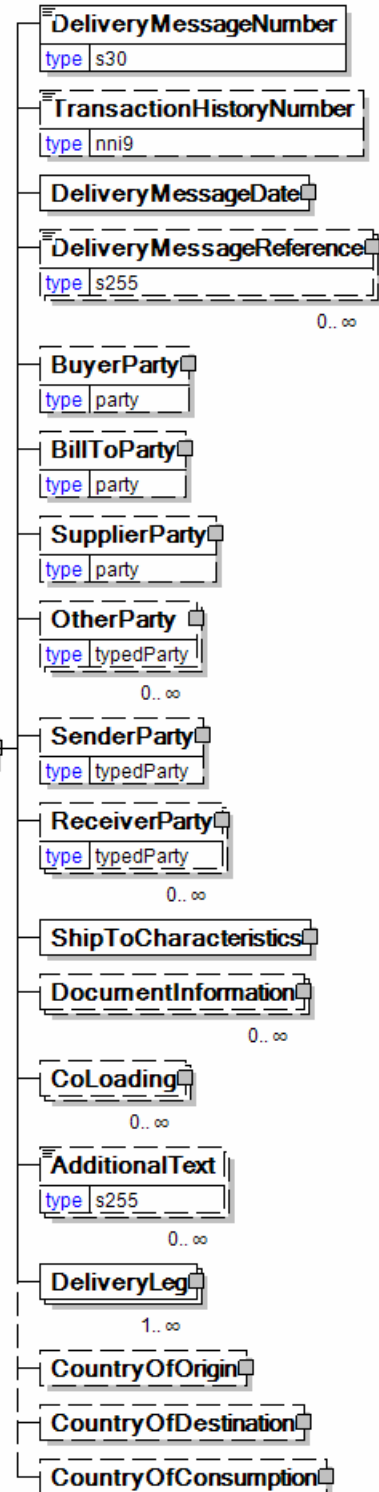 DeliveryMessageNumber
type s30
TransactionHistoryNumber
type nni9
DeliveryMessageDate
DeliveryMessageReference
type s255
0.. ∞
BuyerParty
type party
BillToParty
type party
SupplierParty
type party
OtherParty
type typedParty
0.. ∞
SenderParty
type typedParty
ReceiverParty
type typedParty
0.. ∞
ShipToCharacteristics
DocumentInformation
0.. ∞
CoLoading
0.. ∞
AdditionalText
type s255
0.. ∞
DeliveryLeg
1.. ∞
CountryOfOrigin
CountryOfDestination
CountryOfConsumption